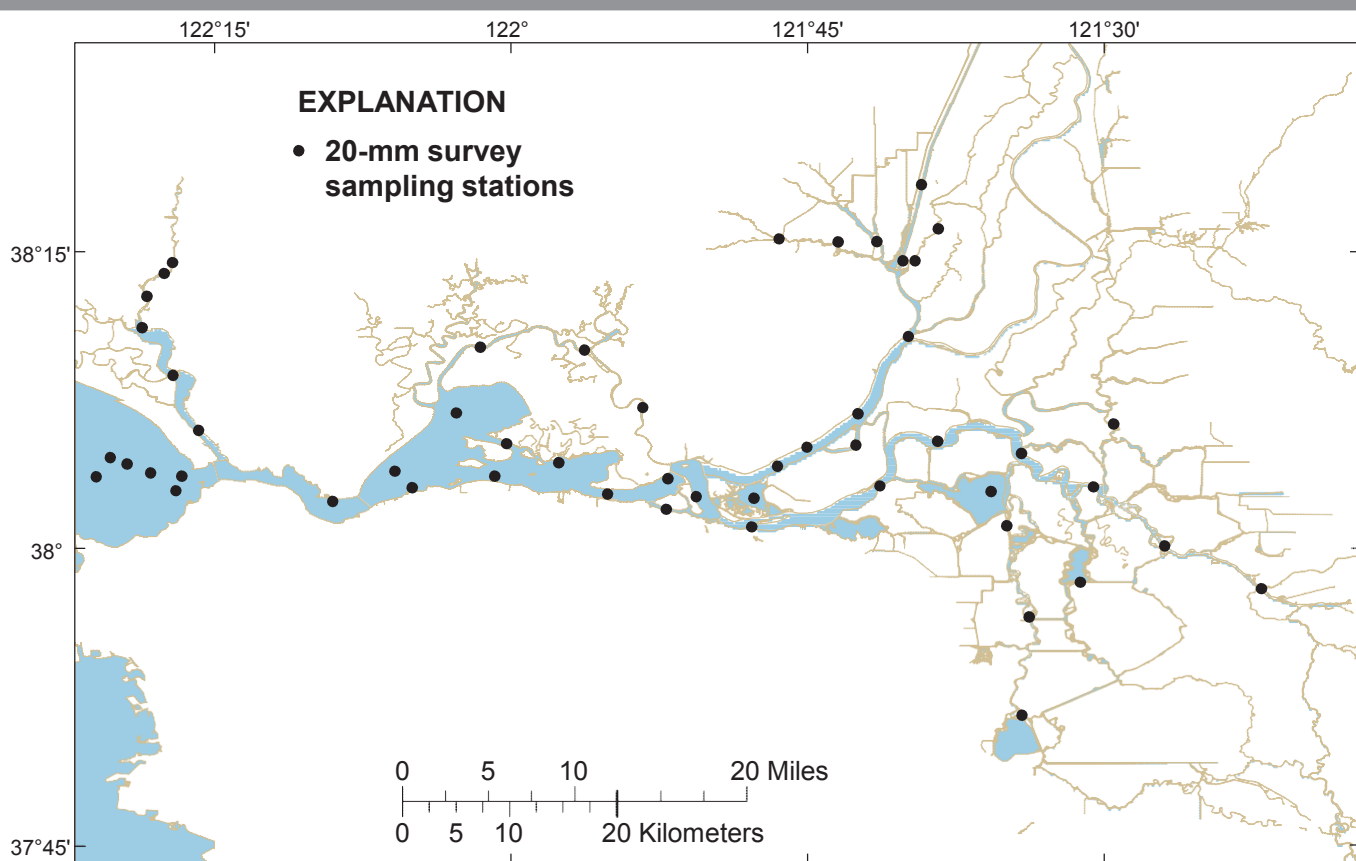 122°15' 122° 121°45' 121°30'
EXPLANATION
20-mm survey
sampling stations
38°15'
38°
0 5 10 20 Miles
0 5 10 20 Kilometers
37°45'